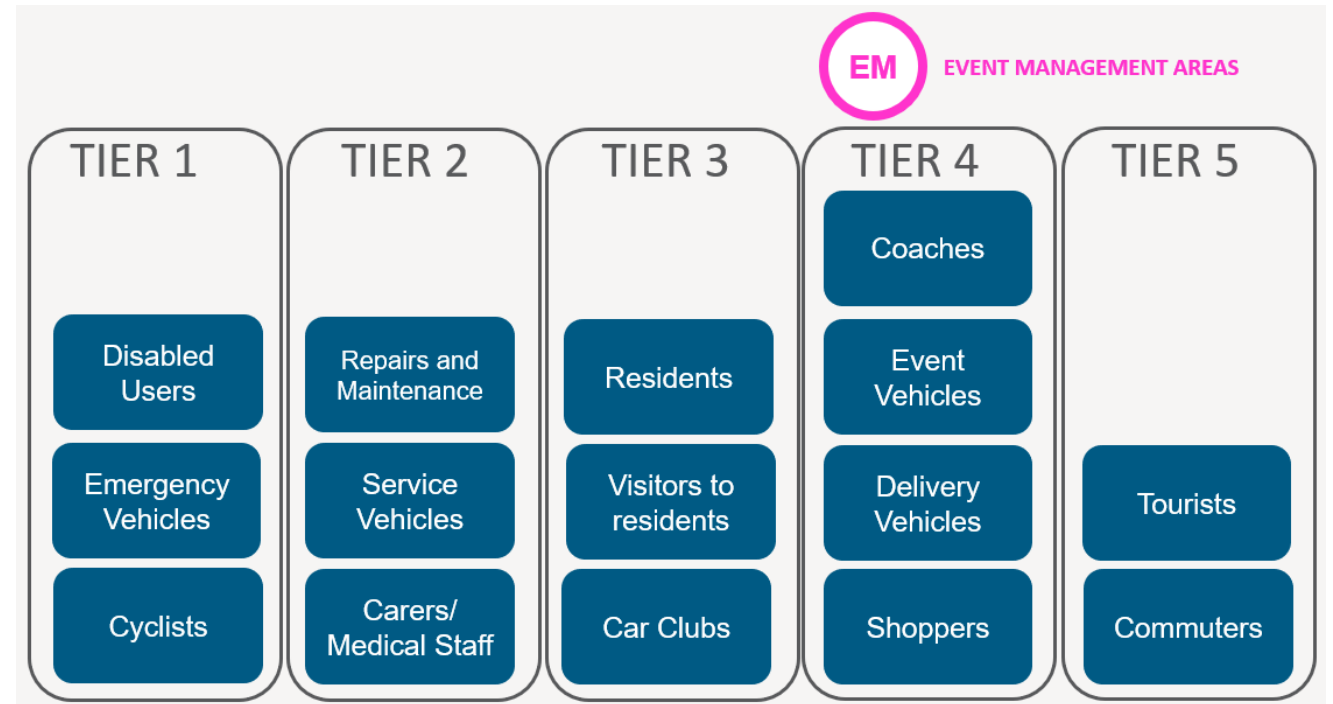 EM
EVENT MANAGEMENT AREAS
TIER 1
Disabled
Users
Emergency
Vehicles
Cyclists
TIER 2
Repairs and
Maintenance
Service
Vehicles
Carers/
Medical Staff
TIER 3
Residents
Visitors to
residents
Car Clubs
TIER 4
Coaches
Event
Vehicles
Delivery
Vehicles
Shoppers
TIER 5
Tourists
Commuters